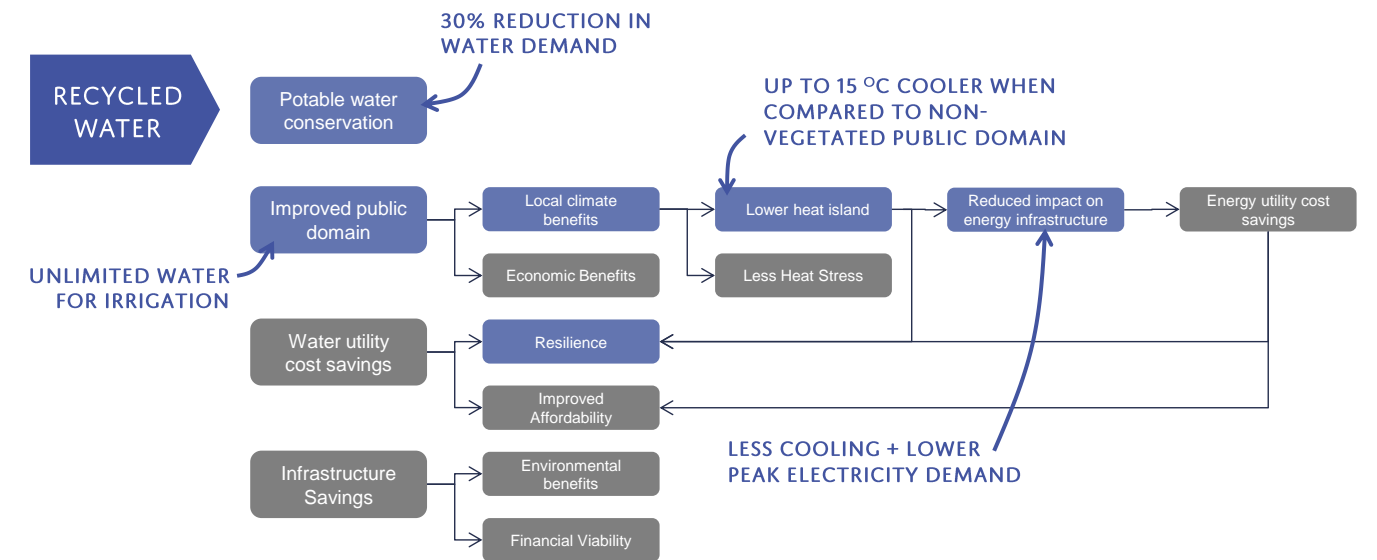 30% REDUCTION IN
WATER DEMAND
RECYCLED
WATER
Potable water
conservation
UP TO 15 ᴼC COOLER WHEN
COMPARED TO NON-
VEGETATED PUBLIC DOMAIN
Improved public
domain
Local climate
benefits
Lower heat island
Reduced impact on
energy infrastructure
Energy utility cost
savings
UNLIMITED WATER
FOR IRRIGATION
Economic Benefits
Less Heat Stress
Water utility
cost savings
Resilience
Improved
Affordability
LESS COOLING + LOWER
PEAK ELECTRICITY DEMAND
Infrastructure
Savings
Environmental
benefits
Financial Viability